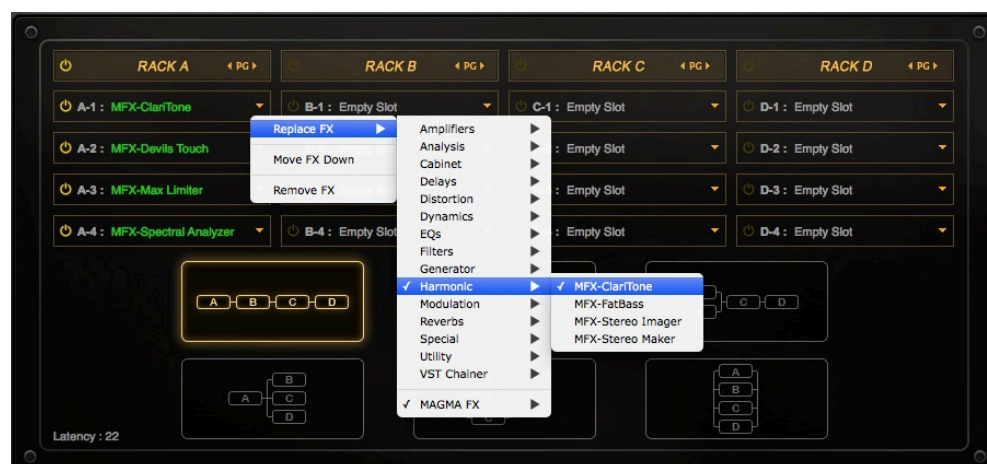 RACK A PG
RACK B PG
RACK C PG
RACK D PG
A-1 : MFX-ClariTone
B-1 : Empty Slot
C-1 : Empty Slot
D-1 : Empty Slot
A-2 : MFX-Devils Touch
: Empty Slot
D-2 : Empty Slot
A-3 : MFX-Max Limiter
: Empty Slot
D-3 : Empty Slot
A-4 : MFX-Spectral Analyzer
B-4 : Empty Slot
: Empty Slot
D-4 : Empty Slot
Replace FX
Move FX Down
Remove FX
Amplifiers
Analysis
Cabinet
Delays
Distortion
Dynamics
EQs
Filters
Generator
✓ Harmonic
Modulation
Reverbs
Special
Utility
VST Chainer
✓ MAGMA FX
✓ MFX-ClariTone
MFX-FatBass
MFX-Stereo Imager
MFX-Stereo Maker
A B C D
C D
A B C D
C
A B C D
Latency : 22